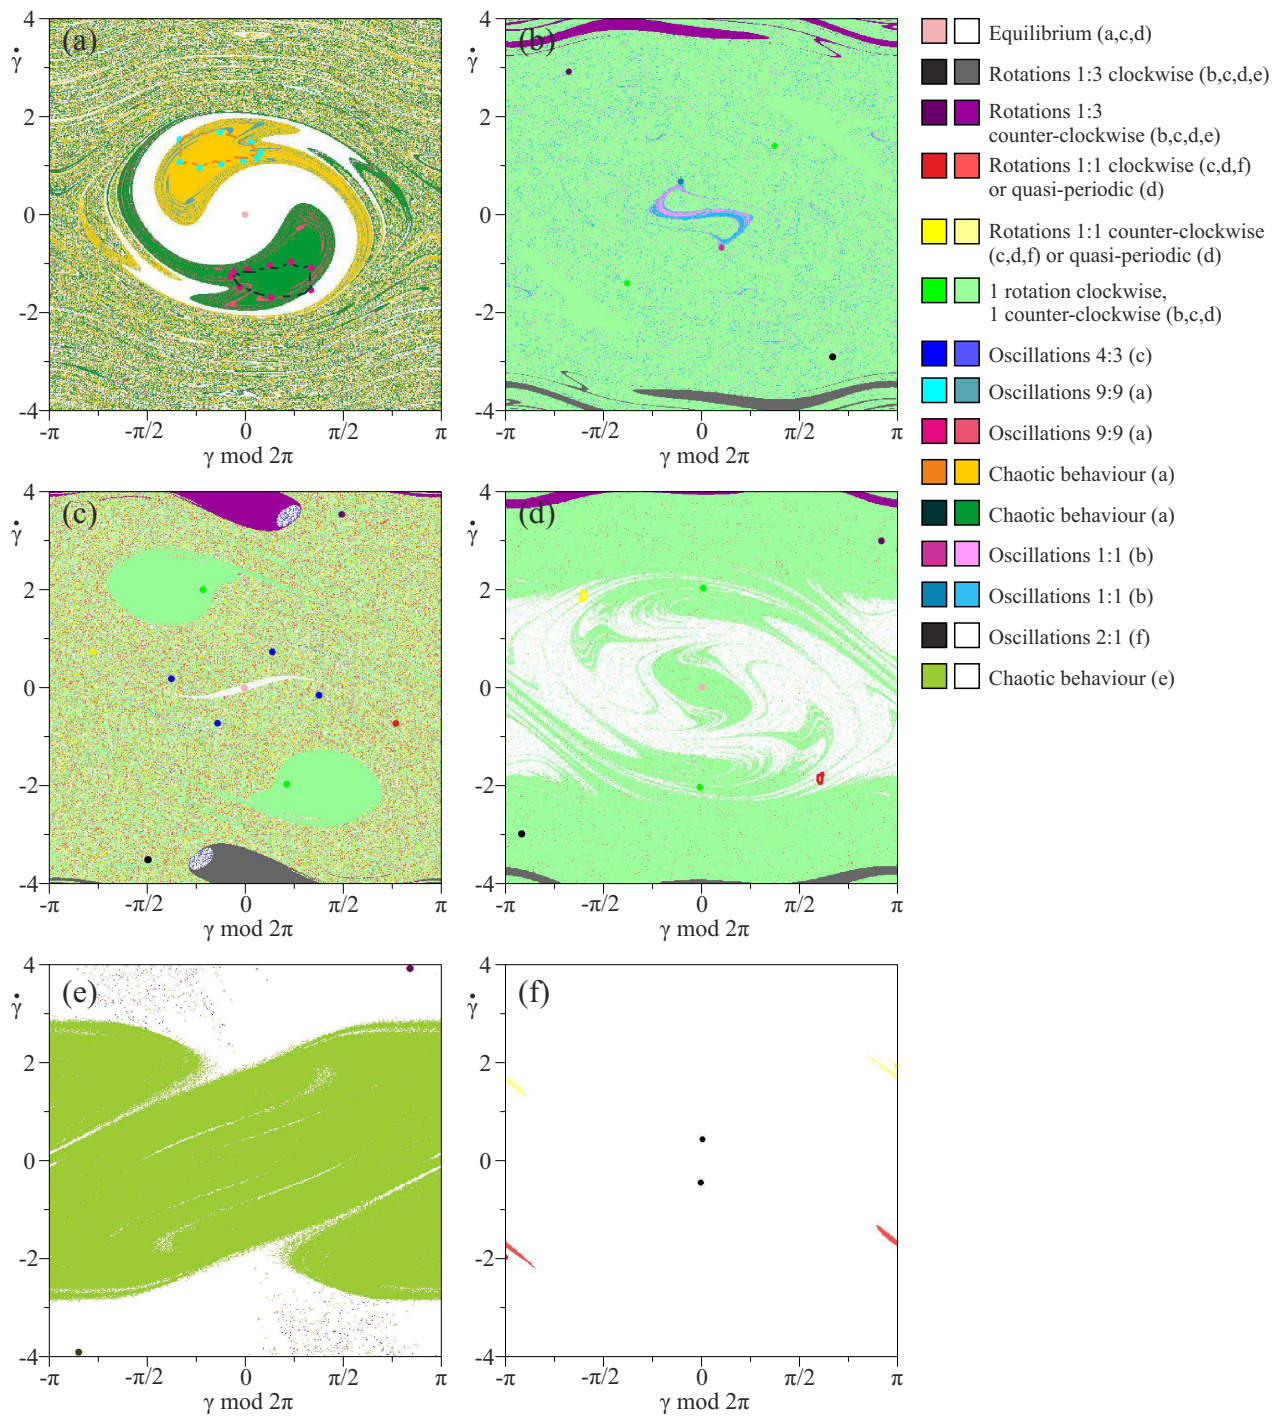 (a)
γ̇
4
2
0
-2
-4
-π
-π/2
0
π/2
π
γ mod 2π
(b)
γ̇
4
2
0
-2
-4
-π
-π/2
0
π/2
π
γ mod 2π
Equilibrium (a,c,d)
Rotations 1:3 clockwise (b,c,d,e)
Rotations 1:3
counter-clockwise (b,c,d,e)
Rotations 1:1 clockwise (c,d,f)
or quasi-periodic (d)
Rotations 1:1 counter-clockwise
(c,d,f) or quasi-periodic (d)
1 rotation clockwise,
1 counter-clockwise (b,c,d)
Oscillations 4:3 (c)
Oscillations 9:9 (a)
Oscillations 9:9 (a)
Chaotic behaviour (a)
Chaotic behaviour (a)
Oscillations 1:1 (b)
Oscillations 1:1 (b)
Oscillations 2:1 (f)
Chaotic behaviour (e)
(c)
γ̇
4
2
0
-2
-4
-π
-π/2
0
π/2
π
γ mod 2π
(d)
γ̇
4
2
0
-2
-4
-π
-π/2
0
π/2
π
γ mod 2π
(e)
γ̇
4
2
0
-2
-4
-π
-π/2
0
π/2
π
γ mod 2π
(f)
γ̇
4
2
0
-2
-4
-π
-π/2
0
π/2
π
γ mod 2π